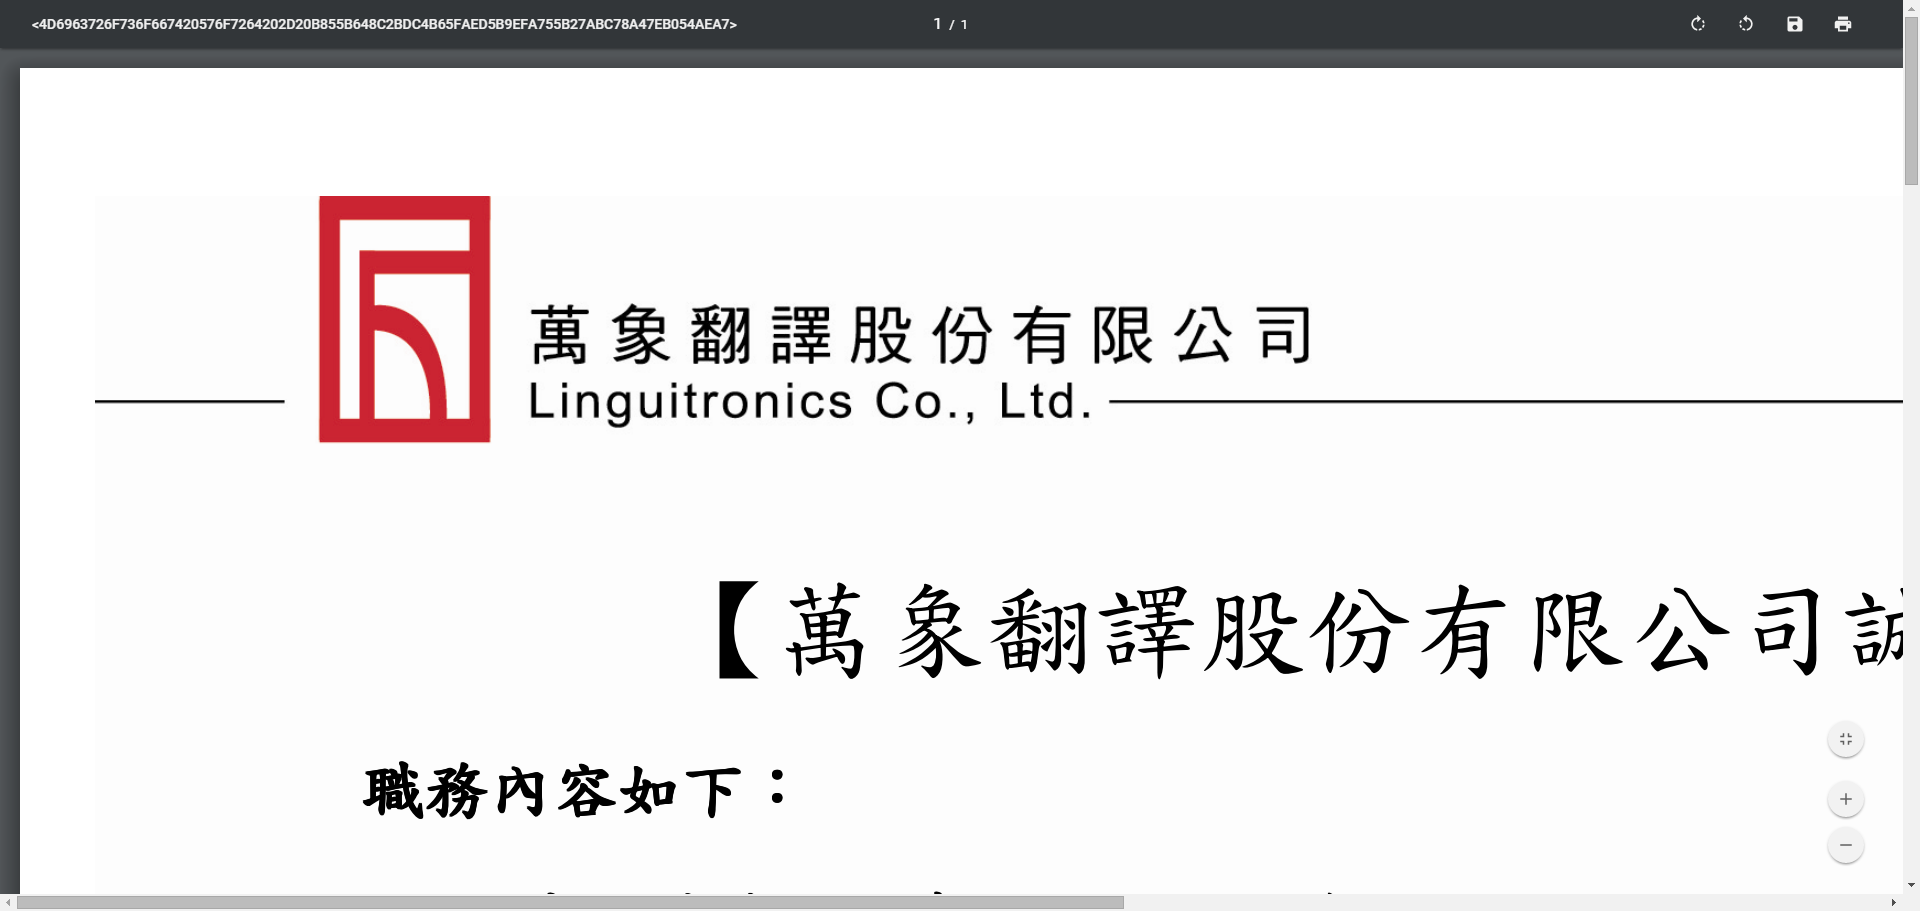 <4D6963726F736F667420576F7264202D20B855B648C2BDC4B65FAED5B9EFA755B27ABC78A47EB054AEA7>
1 / 1
萬象翻譯股份有限公司
Linguitronics Co., Ltd.
【萬象翻譯股份有限公司誠
職務內容如下：